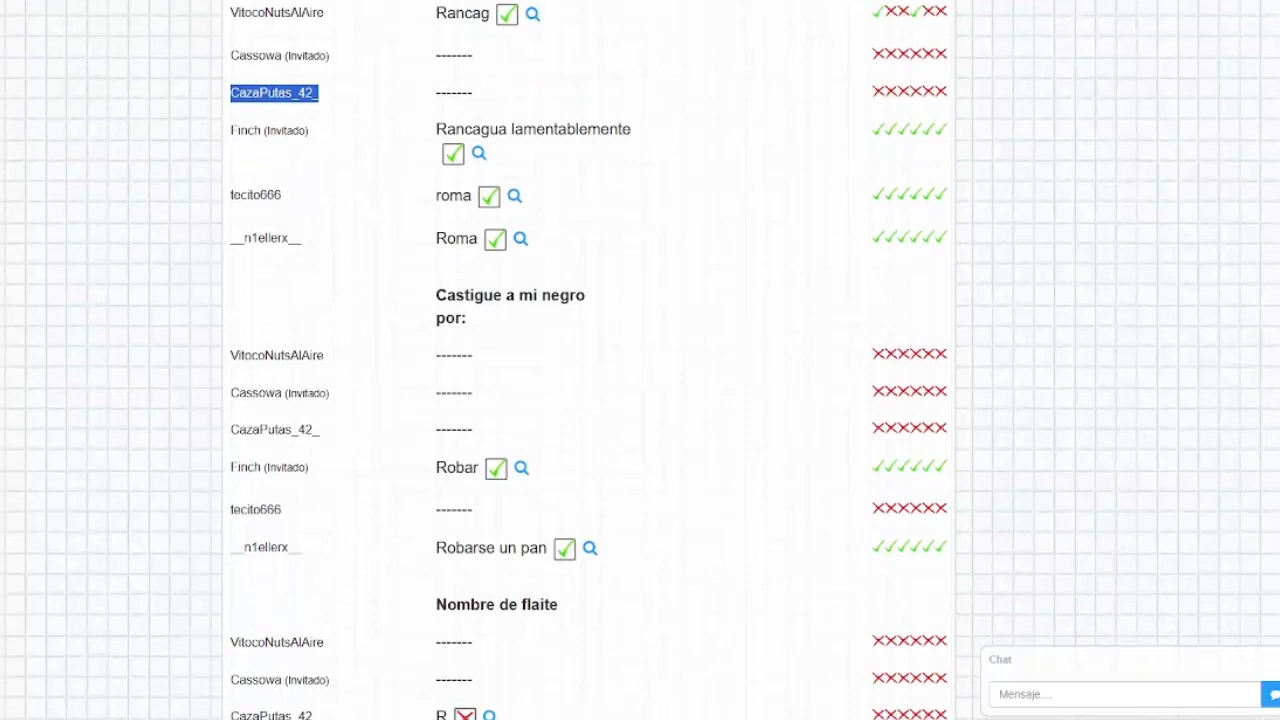 VitocoNutsAlAire Rancag
Cassowa (Invitado) -------
CazaPutas_42_ -------
Finch (Invitado) Rancagua lamentablemente
tecito666 roma
__n1ellerx__ Roma
Castigue a mi negro
por:
VitocoNutsAlAire -------
Cassowa (Invitado) -------
CazaPutas_42_ -------
Finch (Invitado) Robar
tecito666 -------
__n1ellerx__ Robarse un pan
Nombre de flaite
VitocoNutsAlAire -------
Cassowa (Invitado) -------
CazaPutas_42_ R
Chat
Mensaje....